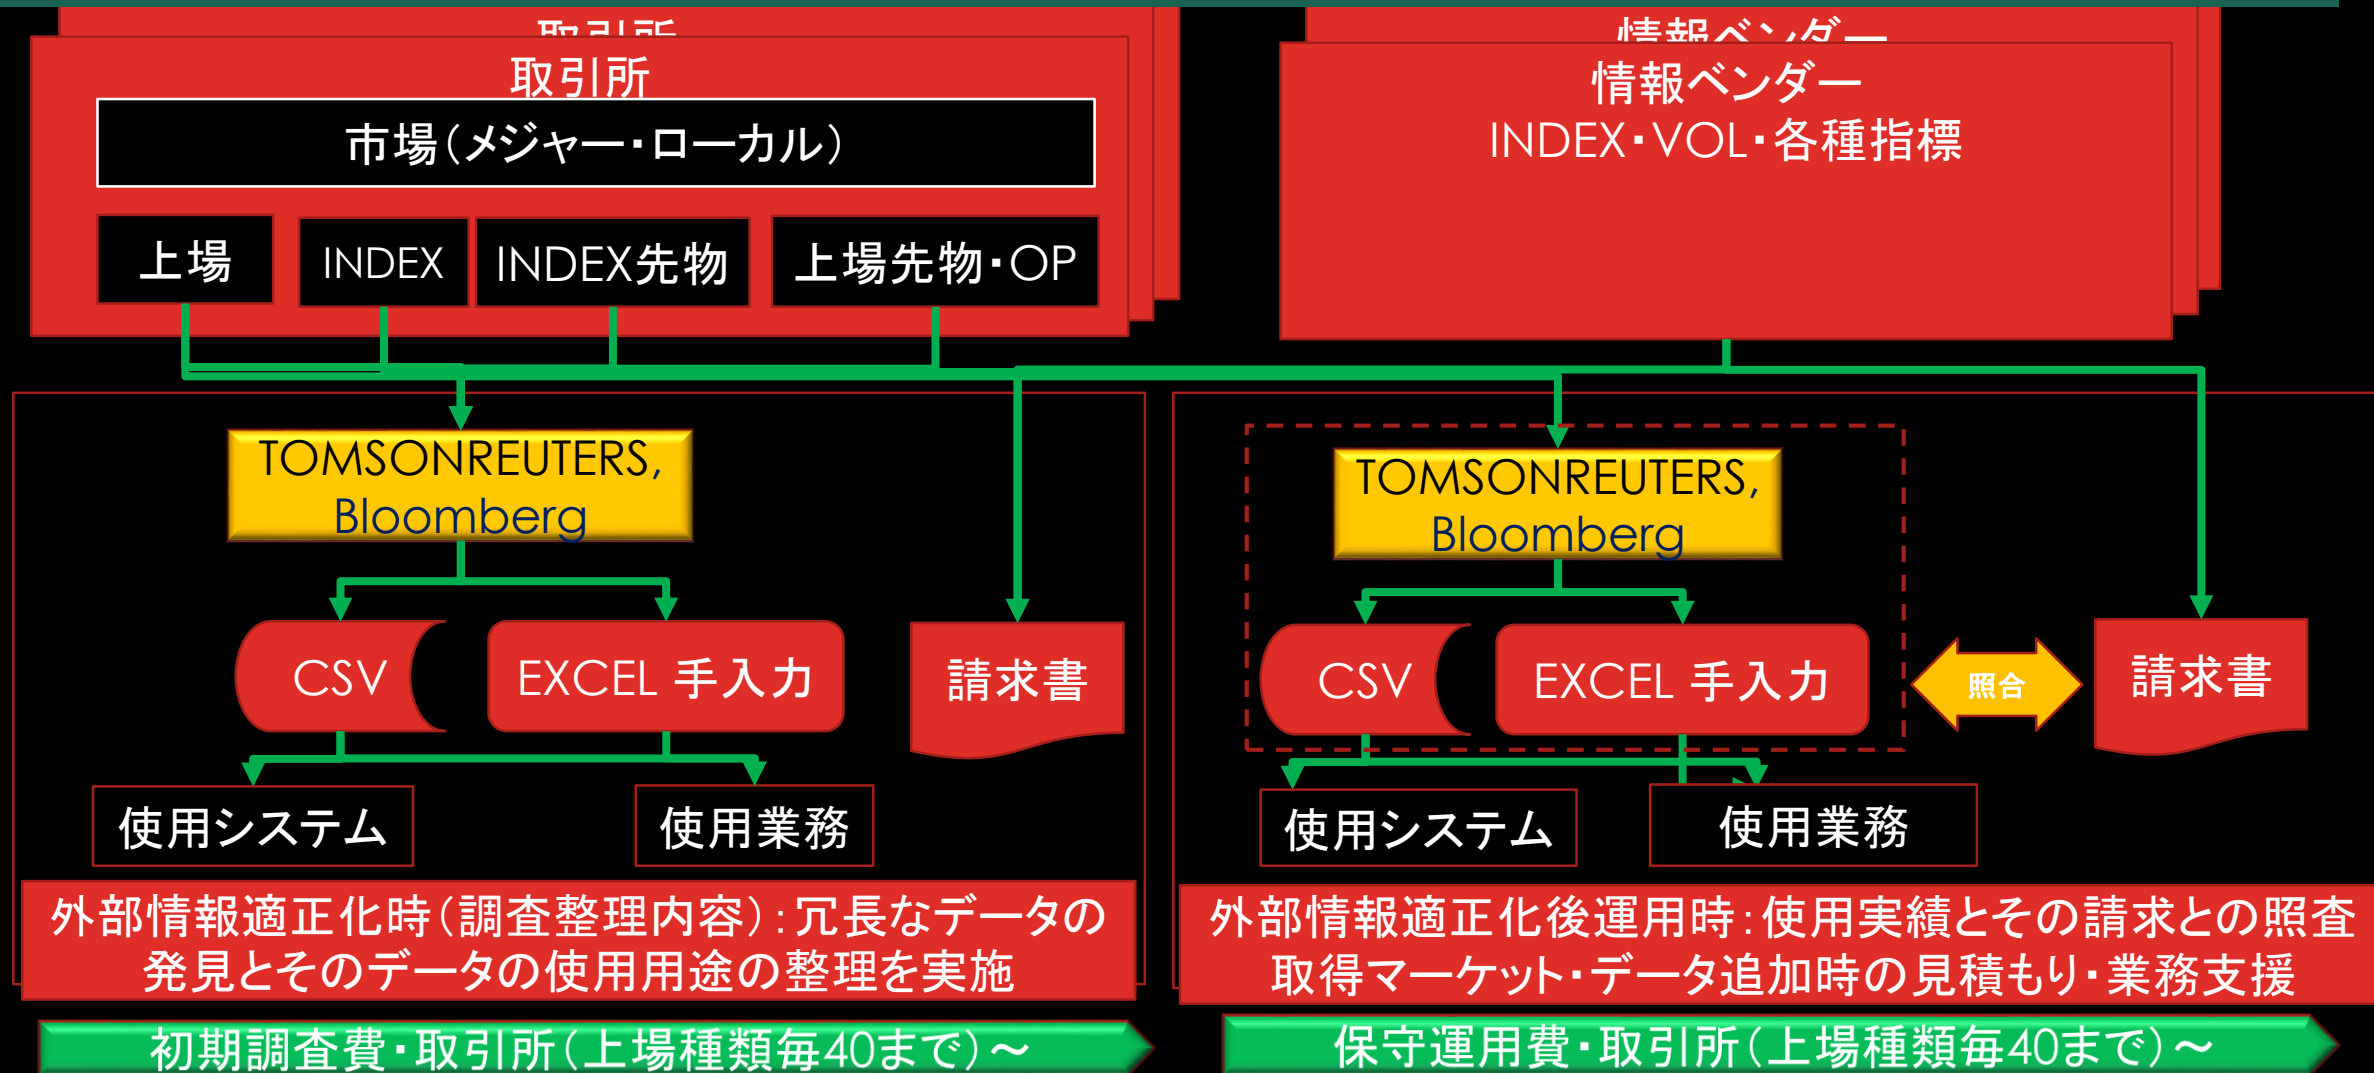 取引所
取引所
市場（メジャー・ローカル）
上場
INDEX
INDEX先物
上場先物・OP
情報ベンダー
情報ベンダー
INDEX・VOL・各種指標
TOMSONREUTERS,
Bloomberg
CSV
EXCEL 手入力
請求書
使用システム
使用業務
外部情報適正化時（調査整理内容）：冗長なデータの
発見とそのデータの使用用途の整理を実施
初期調査費・取引所（上場種類毎40まで）～
TOMSONREUTERS,
Bloomberg
CSV
EXCEL 手入力
照合
請求書
使用システム
使用業務
外部情報適正化後運用時：使用実績とその請求との照査
取得マーケット・データ追加時の見積もり・業務支援
保守運用費・取引所（上場種類毎40まで）～